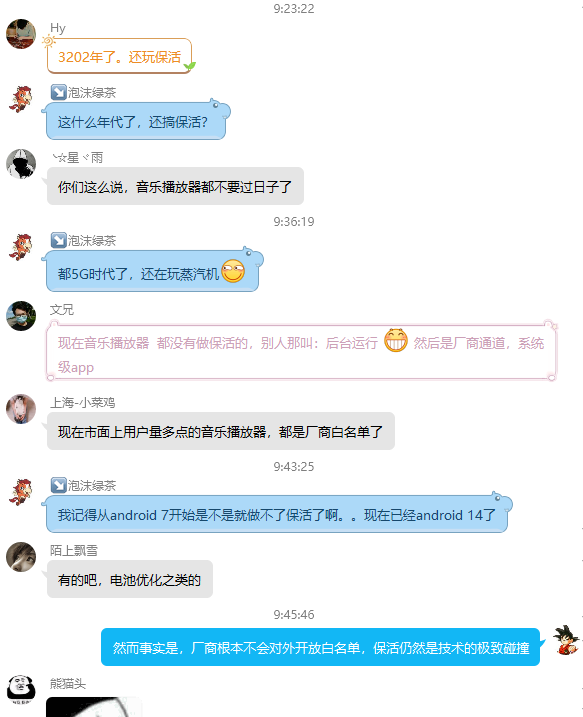 9:23:22
Hy
3202年了。还玩保活
泡沫绿茶
这什么年代了，还搞保活?
丶☆星ヾ雨
你们这么说，音乐播放器都不要过日子了
9:36:19
泡沫绿茶
都5G时代了，还在玩蒸汽机
文兄
现在音乐播放器 都没有做保活的，别人那叫：后台运行 然后是厂商通道，系统
级app
上海-小菜鸡
现在市面上用户量多点的音乐播放器，都是厂商白名单了
9:43:25
泡沫绿茶
我记得从android 7开始是不是就做不了保活了啊。。现在已经android 14了
陌上飘雪
有的吧，电池优化之类的
9:45:46
然而事实是，厂商根本不会对外开放白名单，保活仍然是技术的极致碰撞
熊猫头